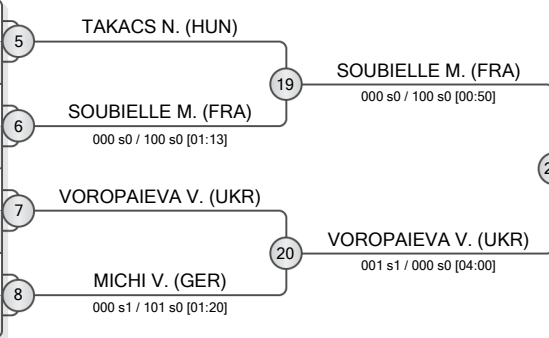 TAKACS N. (HUN)
5
SOUBIELLE M. (FRA)
19
000 s0 / 100 s0 [00:50]
SOUBIELLE M. (FRA)
6
000 s0 / 100 s0 [01:13]
VOROPAIEVA V. (UKR)
7
VOROPAIEVA V. (UKR)
20
001 s1 / 000 s0 [04:00]
MICHI V. (GER)
8
000 s1 / 101 s0 [01:20]